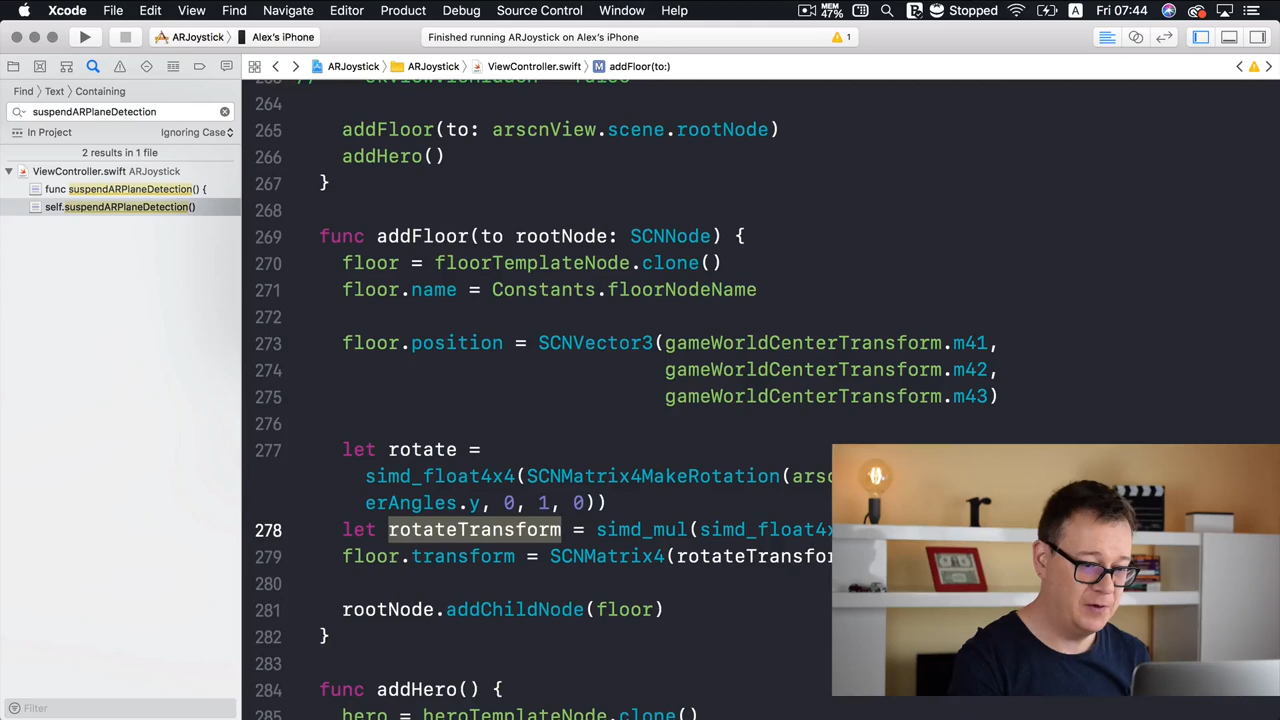 Xcode File Edit View Find Navigate Editor Product Debug Source Control Window Help MEM 47% Stopped A Fri 07:44
ARJoystick Alex's iPhone Finished running ARJoystick on Alex's iPhone 1
ARJoystick ARJoystick ViewController.swift M addFloor(to:)
Find Text Containing
suspendARPlaneDetection
In Project Ignoring Case
2 results in 1 file
ViewController.swift ARJoystick
func suspendARPlaneDetection() {
self.suspendARPlaneDetection()
Filter
264
265 addFloor(to: arscnView.scene.rootNode)
266 addHero()
267 }
268
269 func addFloor(to rootNode: SCNNode) {
270 floor = floorTemplateNode.clone()
271 floor.name = Constants.floorNodeName
272
273 floor.position = SCNVector3(gameWorldCenterTransform.m41,
274 gameWorldCenterTransform.m42,
275 gameWorldCenterTransform.m43)
276
277 let rotate =
simd_float4x4(SCNMatrix4MakeRotation(arsc
erAngles.y, 0, 1, 0))
278 let rotateTransform = simd_mul(simd_float4x
279 floor.transform = SCNMatrix4(rotateTransfor
280
281 rootNode.addChildNode(floor)
282 }
283
284 func addHero() {
285 hero = heroTemplateNode.clone()